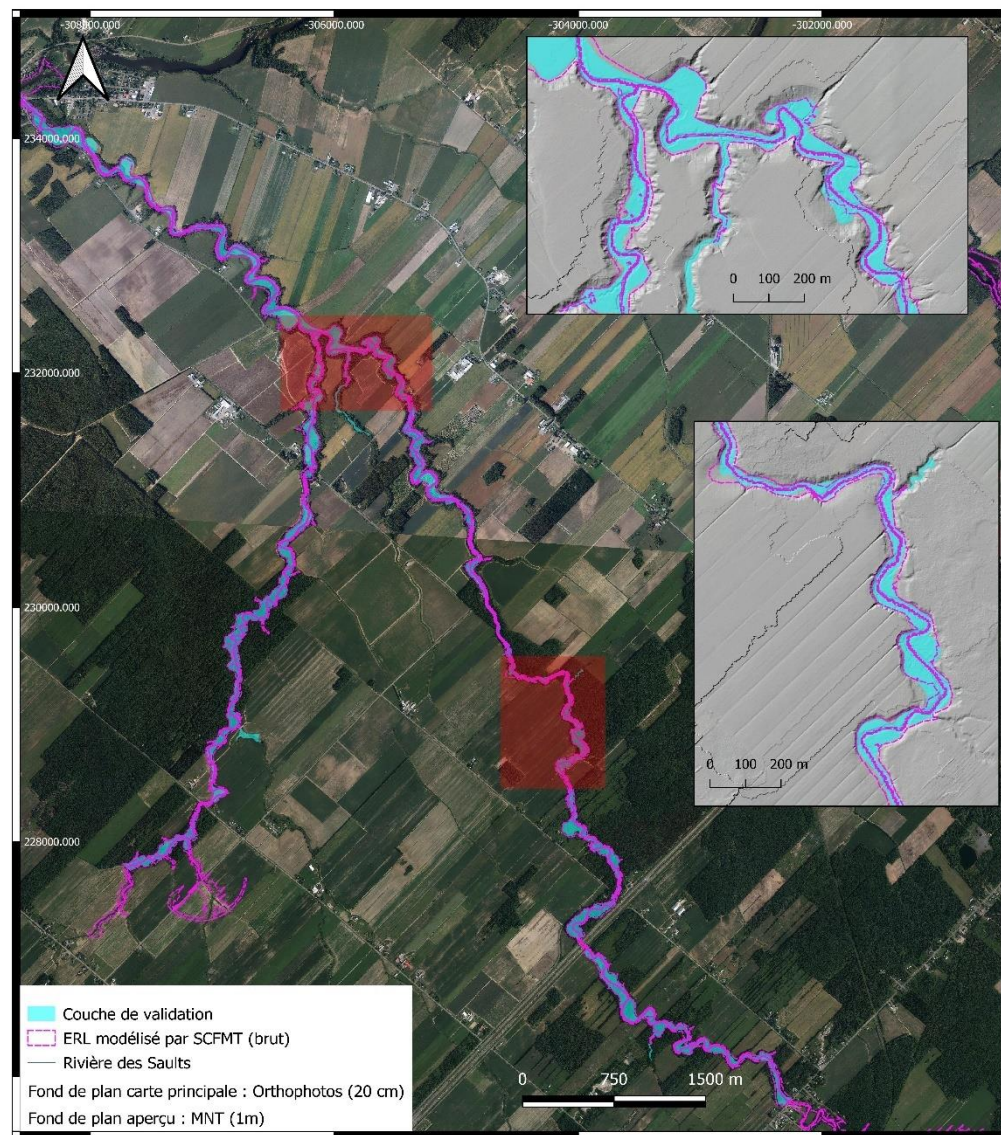 -308000.000 -306000.000 -304000.000 -302000.000
234000.000
232000.000
230000.000
228000.000
0 100 200 m
0 100 200 m
Couche de validation
ERL modélisé par SCFMT (brut)
Rivière des Saults
Fond de plan carte principale : Orthophotos (20 cm)
Fond de plan aperçu : MNT (1m)
0 750 1500 m